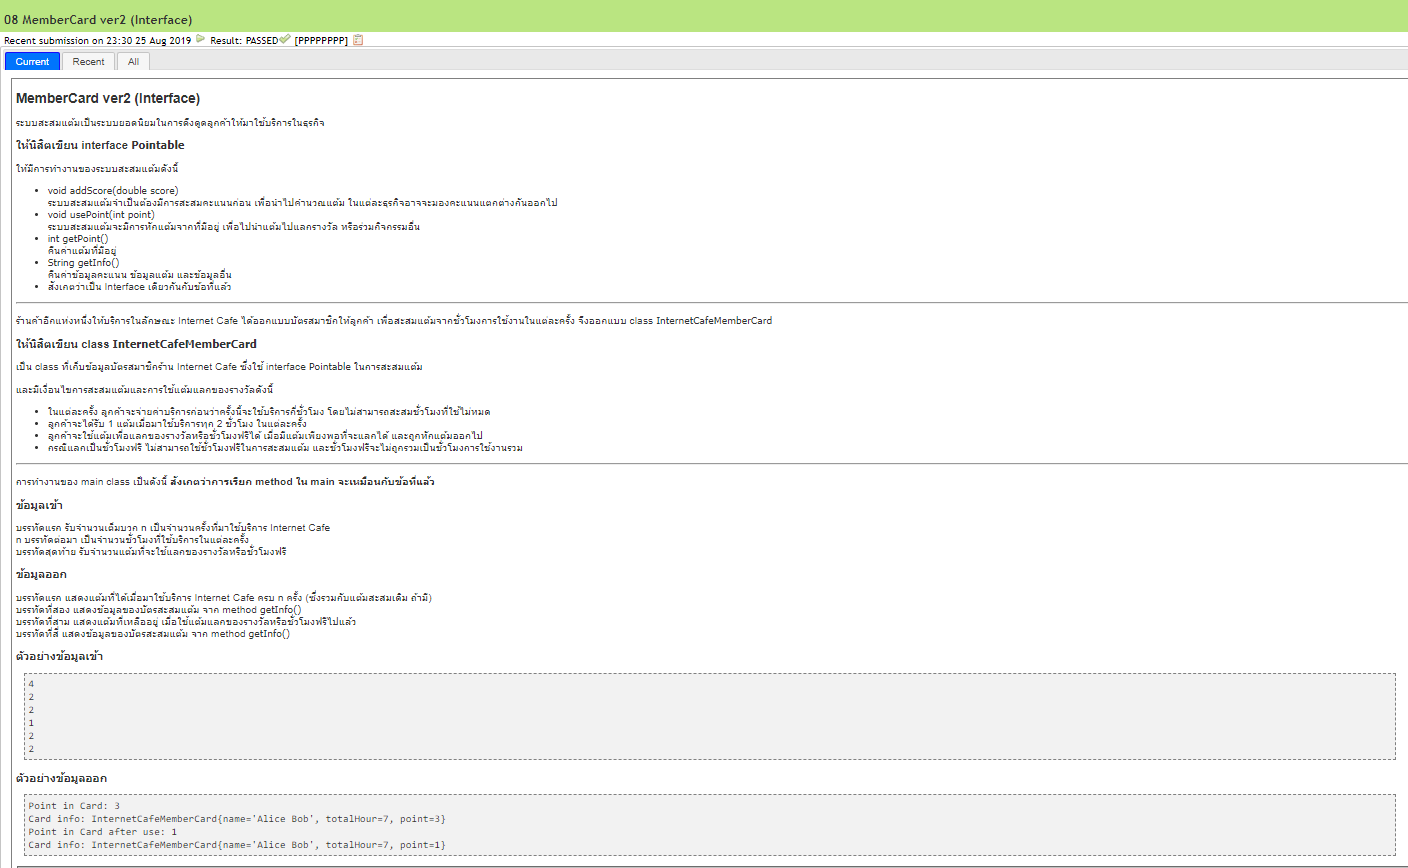 08 MemberCard ver2 (Interface)
Recent submission on 23:30 25 Aug 2019 Result: PASSED [PPPPPPPP]
Current Recent All
MemberCard ver2 (Interface)
ระบบสะสมแต้มเป็นระบบยอดนิยมในการดึงดูดลูกค้าให้มาใช้บริการในธุรกิจ
ให้นิสิตเขียน interface Pointable
ให้มีการทำงานของระบบสะสมแต้มดังนี้
• void addScore(double score)
ระบบสะสมแต้มจำเป็นต้องมีการสะสมคะแนนก่อน เพื่อนำไปคำนวณแต้ม ในแต่ละธุรกิจอาจจะมองคะแนนแตกต่างกันออกไป
• void usePoint(int point)
ระบบสะสมแต้มจะมีการหักแต้มจากที่มีอยู่ เพื่อไปนำแต้มไปแลกรางวัล หรือร่วมกิจกรรมอื่น
• int getPoint()
คืนค่าแต้มที่มีอยู่
• String getInfo()
คืนค่าข้อมูลคะแนน ข้อมูลแต้ม และข้อมูลอื่น
• สังเกตว่าเป็น Interface เดียวกันกับข้อที่แล้ว
ร้านค้าอีกแห่งหนึ่งให้บริการในลักษณะ Internet Cafe ได้ออกแบบบัตรสมาชิกให้ลูกค้า เพื่อสะสมแต้มจากชั่วโมงการใช้งานในแต่ละครั้ง จึงออกแบบ class InternetCafeMemberCard
ให้นิสิตเขียน class InternetCafeMemberCard
เป็น class ที่เก็บข้อมูลบัตรสมาชิกร้าน Internet Cafe ซึ่งใช้ interface Pointable ในการสะสมแต้ม
และมีเงื่อนไขการสะสมแต้มและการใช้แต้มแลกของรางวัลดังนี้
• ในแต่ละครั้ง ลูกค้าจะจ่ายค่าบริการก่อนว่าครั้งนี้จะใช้บริการกี่ชั่วโมง โดยไม่สามารถสะสมชั่วโมงที่ใช้ไม่หมด
• ลูกค้าจะได้รับ 1 แต้มเมื่อมาใช้บริการทุก 2 ชั่วโมง ในแต่ละครั้ง
• ลูกค้าจะใช้แต้มเพื่อแลกของรางวัลหรือชั่วโมงฟรีได้ เมื่อมีแต้มเพียงพอที่จะแลกได้ และถูกหักแต้มออกไป
• กรณีแลกเป็นชั่วโมงฟรี ไม่สามารถใช้ชั่วโมงฟรีในการสะสมแต้ม และชั่วโมงฟรีจะไม่ถูกรวมเป็นชั่วโมงการใช้งานรวม
การทำงานของ main class เป็นดังนี้ สังเกตว่าการเรียก method ใน main จะเหมือนกับข้อที่แล้ว
ข้อมูลเข้า
บรรทัดแรก รับจำนวนเต็มบวก n เป็นจำนวนครั้งที่มาใช้บริการ Internet Cafe
n บรรทัดต่อมา เป็นจำนวนชั่วโมงที่ใช้บริการในแต่ละครั้ง
บรรทัดสุดท้าย รับจำนวนแต้มที่จะใช้แลกของรางวัลหรือชั่วโมงฟรี
ข้อมูลออก
บรรทัดแรก แสดงแต้มที่ได้เมื่อมาใช้บริการ Internet Cafe ครบ n ครั้ง (ซึ่งรวมกับแต้มสะสมเดิม ถ้ามี)
บรรทัดที่สอง แสดงข้อมูลของบัตรสะสมแต้ม จาก method getInfo()
บรรทัดที่สาม แสดงแต้มที่เหลืออยู่ เมื่อใช้แต้มแลกของรางวัลหรือชั่วโมงฟรีไปแล้ว
บรรทัดที่สี่ แสดงข้อมูลของบัตรสะสมแต้ม จาก method getInfo()
ตัวอย่างข้อมูลเข้า
4
2
2
1
2
2
ตัวอย่างข้อมูลออก
Point in Card: 3
Card info: InternetCafeMemberCard{name='Alice Bob', totalHour=7, point=3}
Point in Card after use: 1
Card info: InternetCafeMemberCard{name='Alice Bob', totalHour=7, point=1}